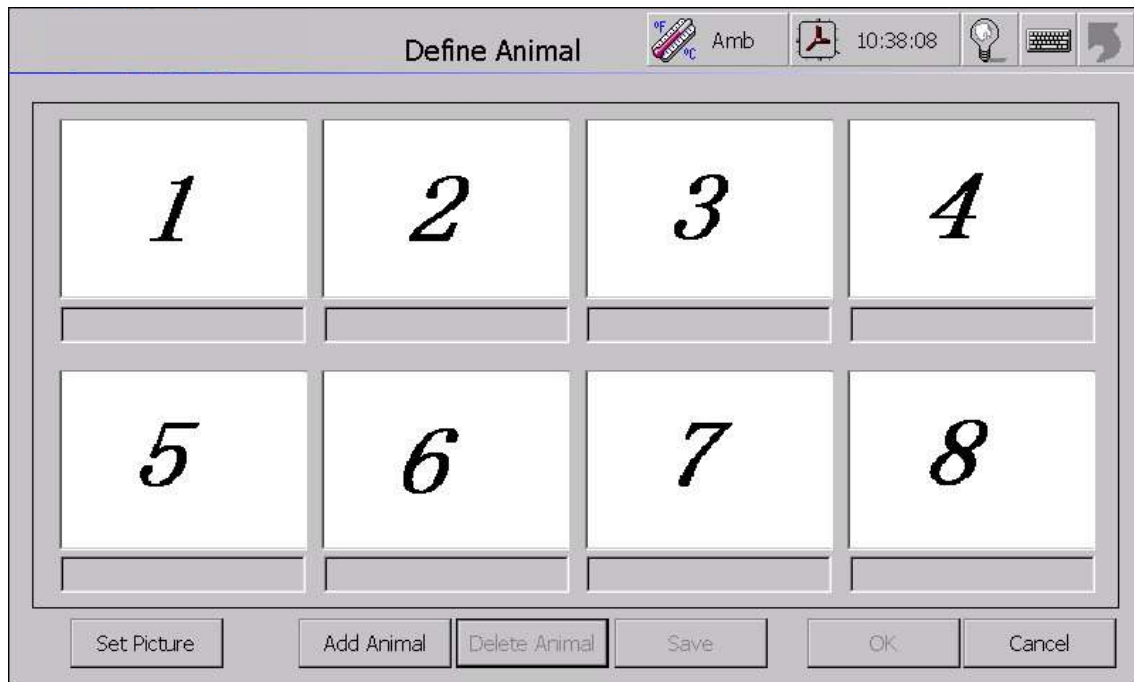 Define Animal
°F °C Amb 10:38:08
1 2 3 4
5 6 7 8
Set Picture Add Animal Delete Animal Save OK Cancel